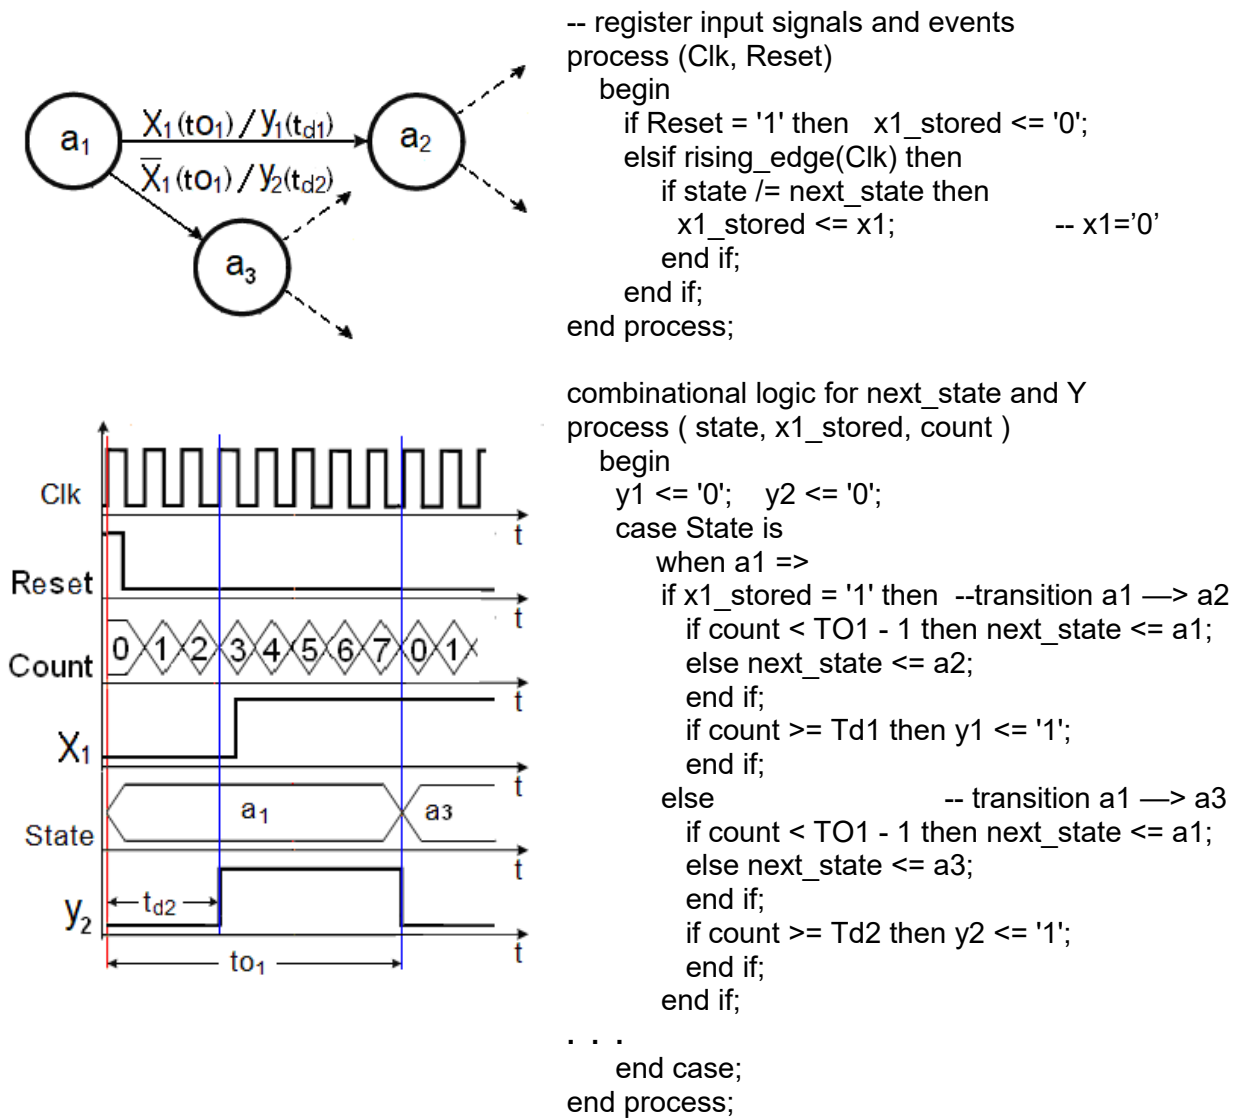 a₁
X₁(to₁) / y₁(td1)
a₂
X̅₁(to₁) / y₂(td2)
a₃
-- register input signals and events
process (Clk, Reset)
begin
if Reset = '1' then x1_stored <= '0';
elsif rising_edge(Clk) then
if state /= next_state then
x1_stored <= x1; -- x1=’0’
end if;
end if;
end process;
Clk
t
Reset
t
Count
0 1 2 3 4 5 6 7 0 1
t
X₁
t
State
a₁ a3
t
y₂
td2
t
to₁
combinational logic for next_state and Y
process ( state, x1_stored, count )
begin
y1 <= '0'; y2 <= '0';
case State is
when a1 =>
if x1_stored = '1' then --transition a1 —> a2
if count < TO1 - 1 then next_state <= a1;
else next_state <= a2;
end if;
if count >= Td1 then y1 <= '1';
end if;
else -- transition a1 —> a3
if count < TO1 - 1 then next_state <= a1;
else next_state <= a3;
end if;
if count >= Td2 then y2 <= '1';
end if;
end if;
. . .
end case;
end process;